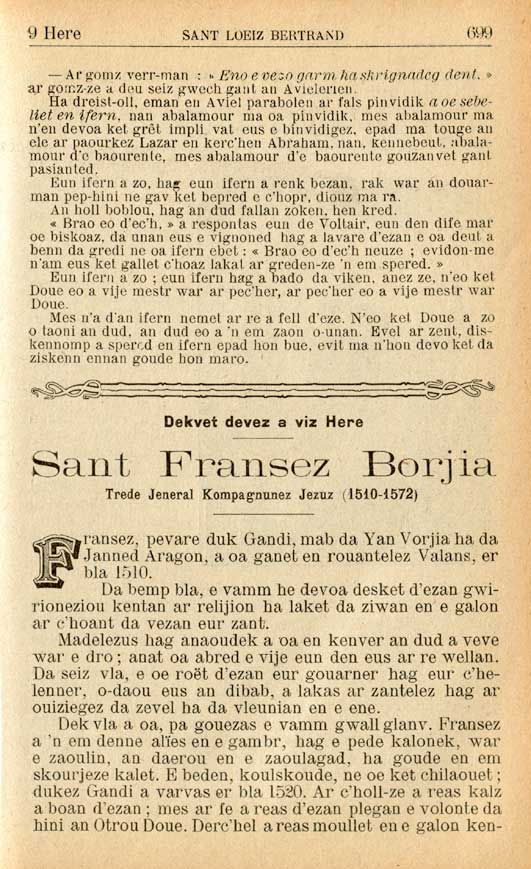 9 Here SANT LOEIZ BERTRAND 699
— Ar gomz verr-man : « Eno e vezo garm ha skrignadeg dent. »
ar gomz-ze a deu seiz gwech gant an Avielerien.
Ha dreist-oll, eman en Aviel parabolen ar fals pinvidik a oe sebe-
liet en ifern, nan abalamour ma oa pinvidik, mes abalamour ma
n'en devoa ket grêt impli vat eus e binvidigez, epad ma touge an
ele ar paourkez Lazar en kerc'hen Abraham, nan, kennebeut, abala-
mour d'e baourente, mes abalamour d'e baourente gouzanvet gant
pasianted.
Eun ifern a zo, hag eun ifern a renk bezan, rak war an douar-
man pep-hini ne gav ket bepred e c'hopr, diouz ma ra.
An holl boblou, hag an dud fallan zoken, hen kred.
« Brao eo d'ec'h, » a respontas eun de Voltair, eun den dife mar
oe biskoaz, da unan eus e vignoned hag a lavare d'ezan e oa deut a
benn da gredi ne oa ifern ebet : « Brao eo d'ec'h neuze ; evidon-me
n'am eus ket gallet c'hoaz lakat ar greden-ze 'n em spered. »
Eun ifern a zo ; eun ifern hag a bado da viken, anez ze, n'eo ket
Doue eo a vije mestr war ar pec'her, ar pec'her eo a vije mestr war
Doue.
Mes n'a d'an ifern nemet ar re a fell d'eze. N'eo ket Doue a zo
o taoni an dud, an dud eo a 'n em zaon o-unan. Evel ar zent, dis-
kennomp a spered en ifern epad hon bue, evit ma n'hon devo ket da
ziskenn ennan goude hon maro.
Dekvet devez a viz Here
Sant Fransez Borjia
Trede Jeneral Kompagnunez Jezuz (1510-1572)
Fransez, pevare duk Gandi, mab da Yan Vorjia ha da
Janned Aragon, a oa ganet en rouantelez Valans, er
bla 1510.
Da bemp bla, e vamm he devoa desket d'ezan gwi-
rioneziou kentan ar relijion ha laket da ziwan en e galon
ar c'hoant da vezan eur zant.
Madelezus hag anaoudek a oa en kenver an dud a veve
war e dro ; anat oa abred e vije eun den eus ar re wellan.
Da seiz vla, e oe roët d'ezan eur gouarner hag eur c'he-
lenner, o-daou eus an dibab, a lakas ar zantelez hag ar
ouiziegez da zevel ha da vleunian en e ene.
Dek vla a oa, pa gouezas e vamm gwall glanv. Fransez
a 'n em denne alïes en e gambr, hag e pede kalonek, war
e zaoulin, an daerou en e zaoulagad, ha goude en em
skourjeze kalet. E beden, koulskoude, ne oe ket chilaouet ;
dukez Gandi a varvas er bla 1520. Ar c'holl-ze a reas kalz
a boan d'ezan ; mes ar fe a reas d'ezan plegan e volonte da
hini an Otrou Doue. Derc'hel a reas moullet en e galon ken-